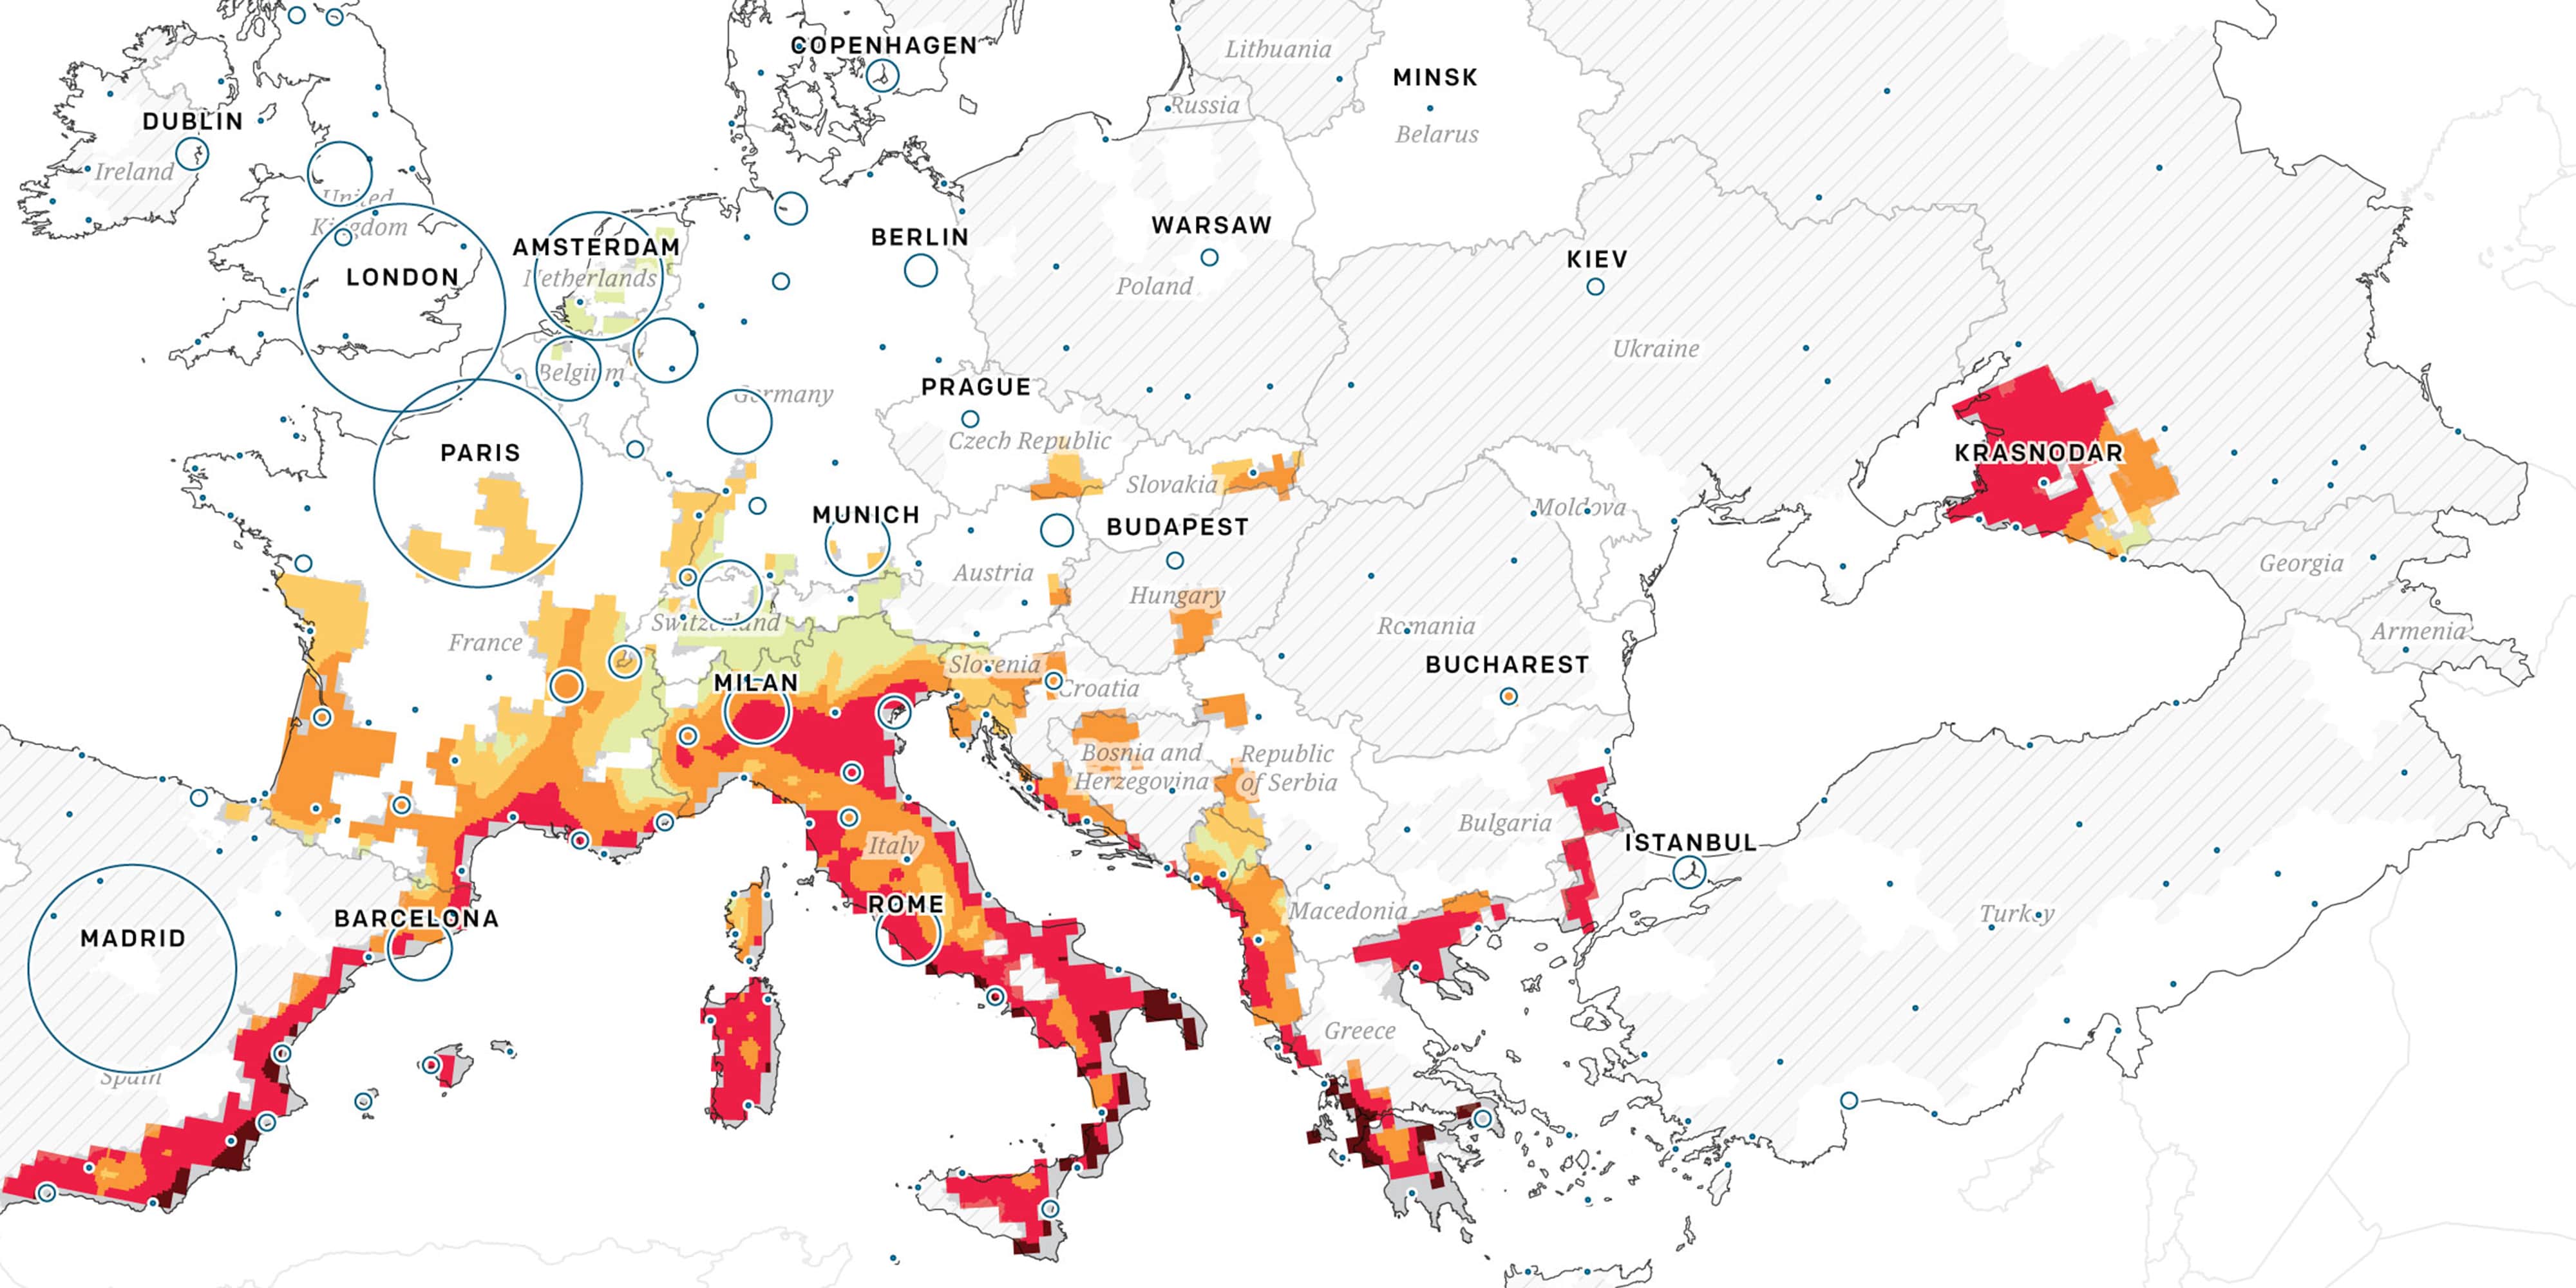 COPENHAGEN
Lithuania
MINSK
Russia
DUBLIN
Belarus
Ireland
United
Kingdom
WARSAW
BERLIN
AMSTERDAM
KIEV
LONDON
Netherlands
Poland
Ukraine
Belgium
PRAGUE
Germany
Czech Republic
PARIS
KRASNODAR
Slovakia
Moldova
MUNICH
BUDAPEST
Georgia
Austria
Hungary
Switzerland
Romania
Armenia
France
Slovenia
BUCHAREST
MILAN
Croatia
Bosnia and
Herzegovina
Republic
of Serbia
Bulgaria
ISTANBUL
Italy
ROME
Macedonia
Turkey
BARCELONA
MADRID
Greece
Spain